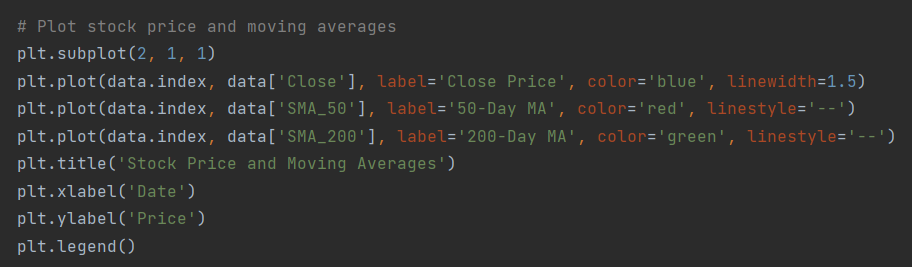 # Plot stock price and moving averages
plt.subplot(2, 1, 1)
plt.plot(data.index, data['Close'], label='Close Price', color='blue', linewidth=1.5)
plt.plot(data.index, data['SMA_50'], label='50-Day MA', color='red', linestyle='--')
plt.plot(data.index, data['SMA_200'], label='200-Day MA', color='green', linestyle='--')
plt.title('Stock Price and Moving Averages')
plt.xlabel('Date')
plt.ylabel('Price')
plt.legend()